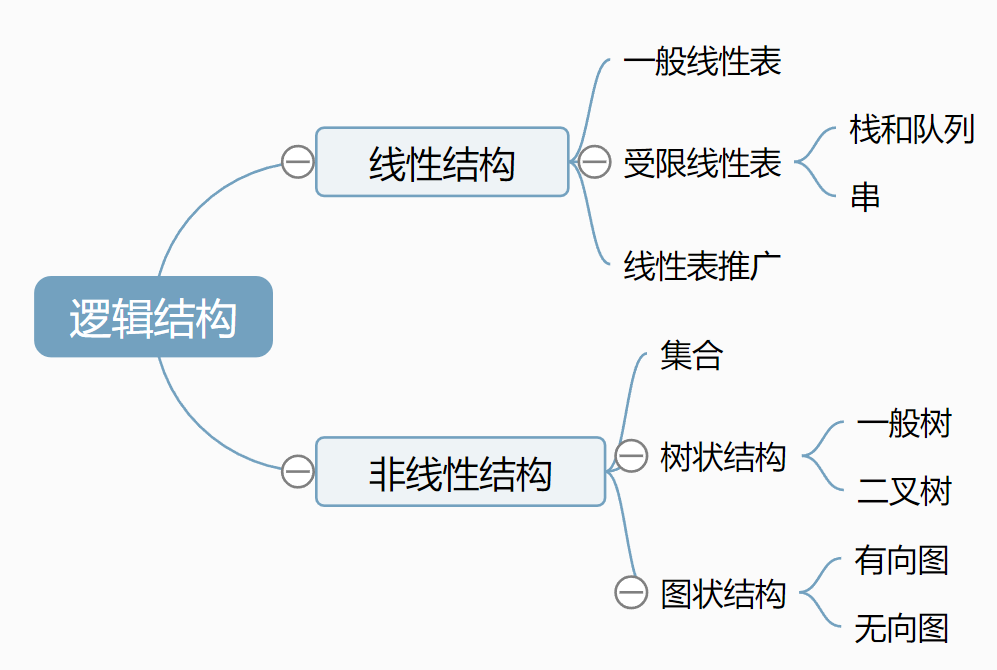 逻辑结构
线性结构
一般线性表
受限线性表
栈和队列
串
线性表推广
非线性结构
集合
树状结构
一般树
二叉树
图状结构
有向图
无向图